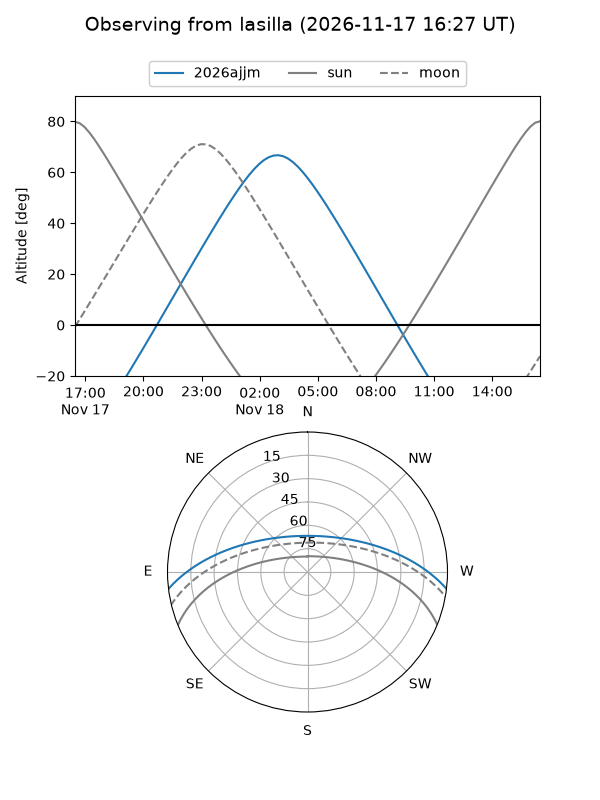 Observing from lasilla (2026-11-17 16:27 UT)
2026ajjm sun moon
Altitude [deg]
80
60
40
20
0
−20
17:00 20:00 23:00 02:00 05:00 08:00 11:00 14:00
Nov 17 Nov 18
N
NE NW
15
30
45
60
75
E W
SE SW
S